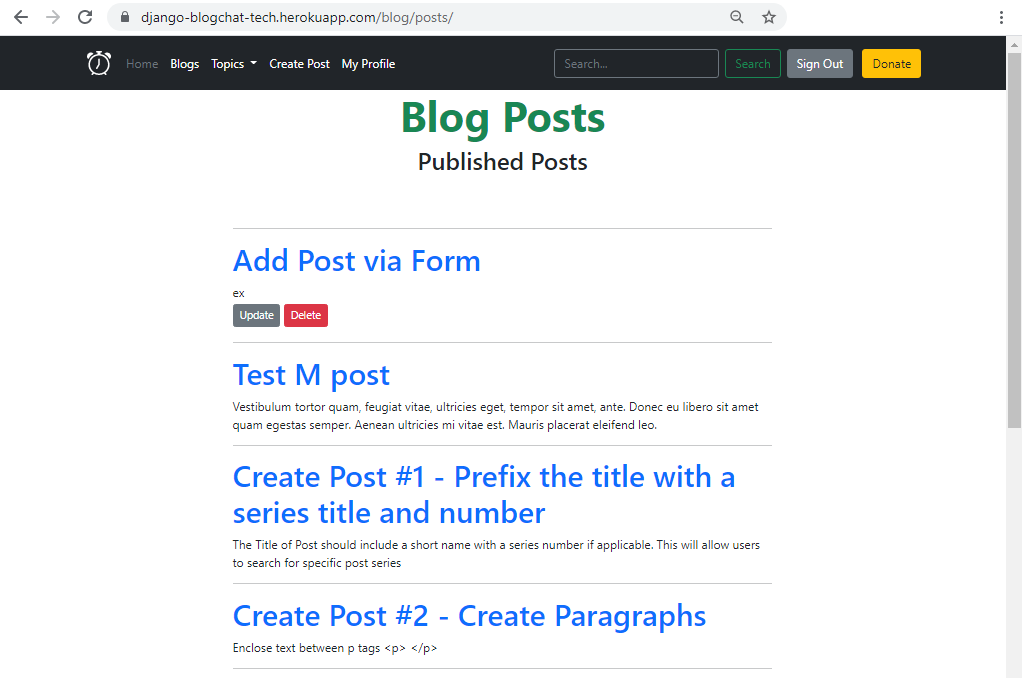 django-blogchat-tech.herokuapp.com/blog/posts/
Home Blogs Topics Create Post My Profile Search... Search Sign Out Donate
Blog Posts
Published Posts
Add Post via Form
ex
Update Delete
Test M post
Vestibulum tortor quam, feugiat vitae, ultricies eget, tempor sit amet, ante. Donec eu libero sit amet
quam egestas semper. Aenean ultricies mi vitae est. Mauris placerat eleifend leo.
Create Post #1 - Prefix the title with a
series title and number
The Title of Post should include a short name with a series number if applicable. This will allow users
to search for specific post series
Create Post #2 - Create Paragraphs
Enclose text between p tags <p> </p>